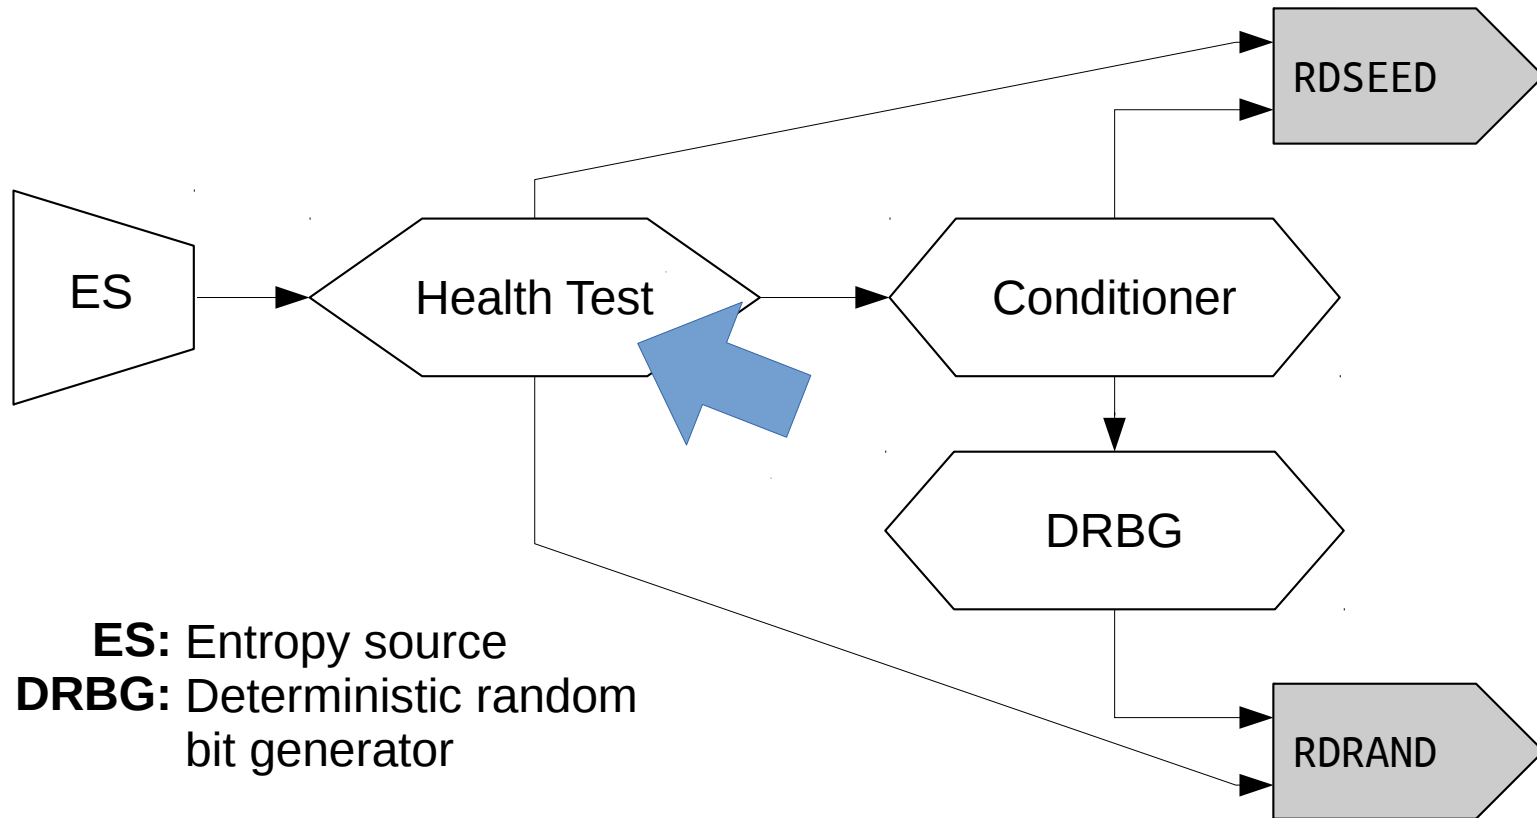 RDSEED
ES
Health Test
Conditioner
DRBG
ES: Entropy source
DRBG: Deterministic random
bit generator
RDRAND